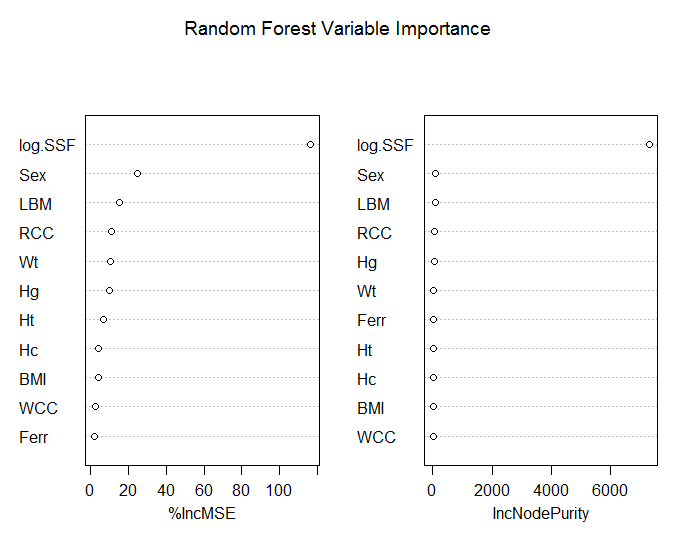 Random Forest Variable Importance
log.SSF
Sex
LBM
RCC
Wt
Hg
Ht
Hc
BMI
WCC
Ferr
0 20 40 60 80 100
%IncMSE
log.SSF
Sex
LBM
RCC
Hg
Wt
Ferr
Ht
Hc
BMI
WCC
0 2000 4000 6000
IncNodePurity